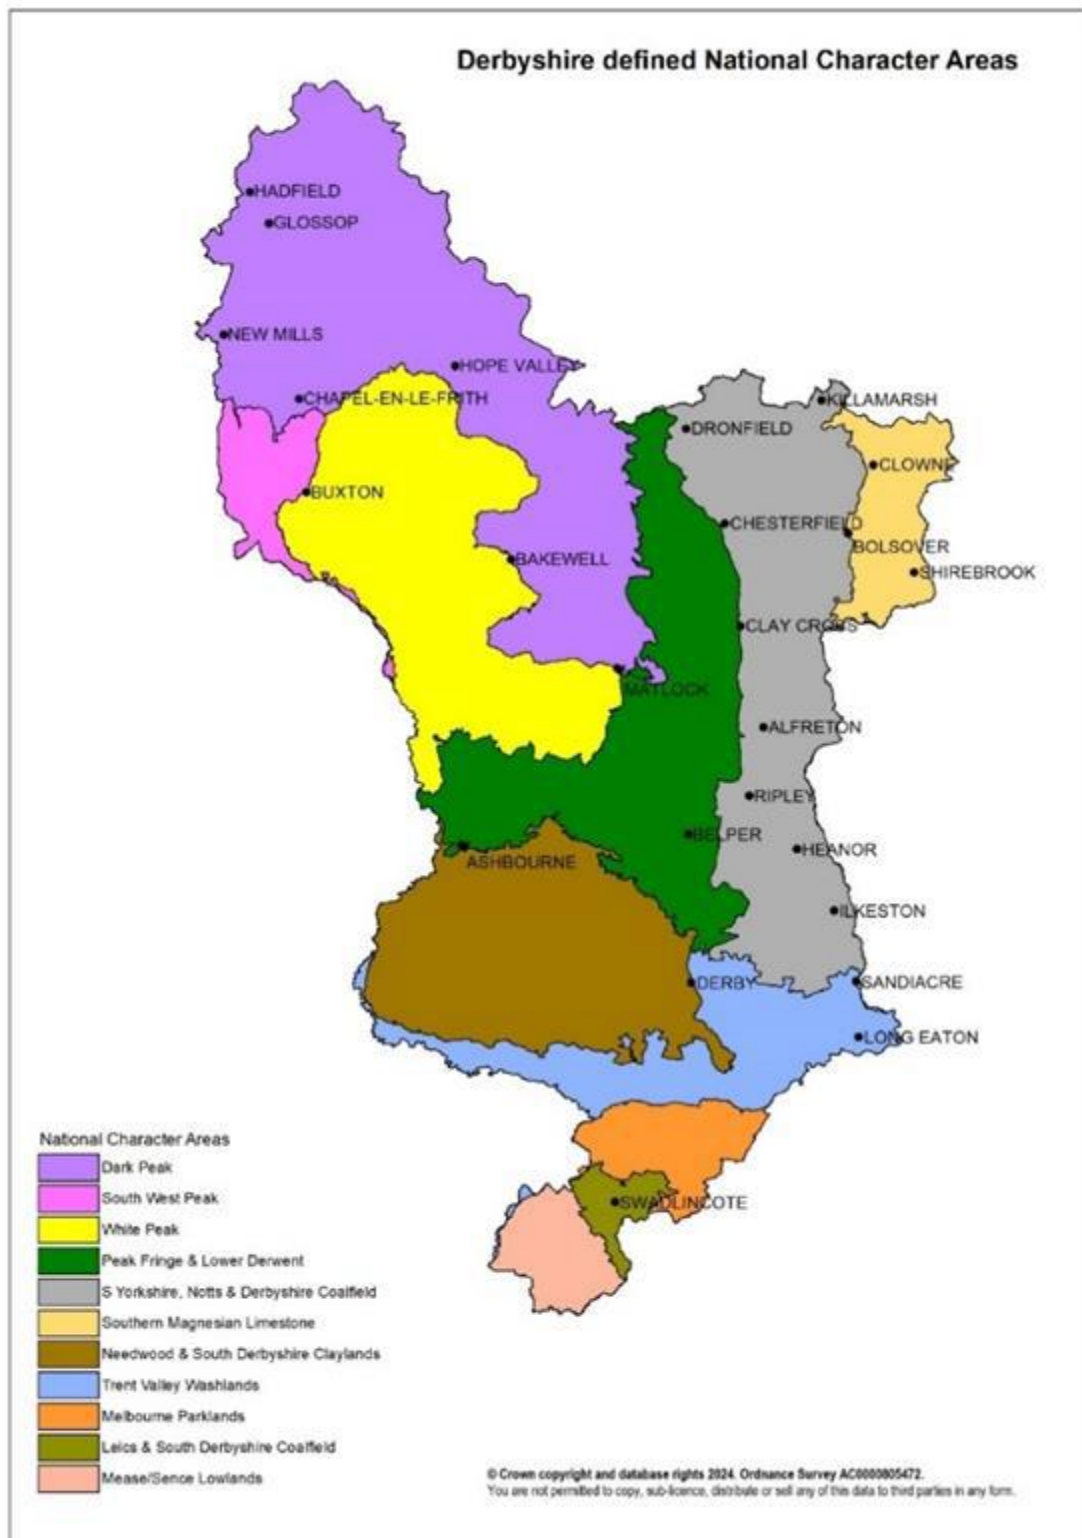 Derbyshire defined National Character Areas
HADFIELD
GLOSSOP
NEW MILLS
HOPE VALLEY
CHAPEL-EN-LE-FRITH
KILLAMARSH
DRONFIELD
CLOWNE
BUXTON
CHESTERFIELD
BOLSOVER
BAKEWELL
SHIREBROOK
CLAY CROSS
MATLOCK
ALFRETON
RIPLEY
BELPER
HEANOR
ASHBOURNE
ILKESTON
DERBY
SANDIACRE
LONG EATON
SWADLINCOTE
National Character Areas
Dark Peak
South West Peak
White Peak
Peak Fringe & Lower Derwent
S Yorkshire, Notts & Derbyshire Coalfield
Southern Magnesian Limestone
Needwood & South Derbyshire Claylands
Trent Valley Washlands
Melbourne Parklands
Leics & South Derbyshire Coalfield
Mease/Sence Lowlands
© Crown copyright and database rights 2024. Ordnance Survey AC0000805472.
You are not permitted to copy, sub-licence, distribute or sell any of this data to third parties in any form.